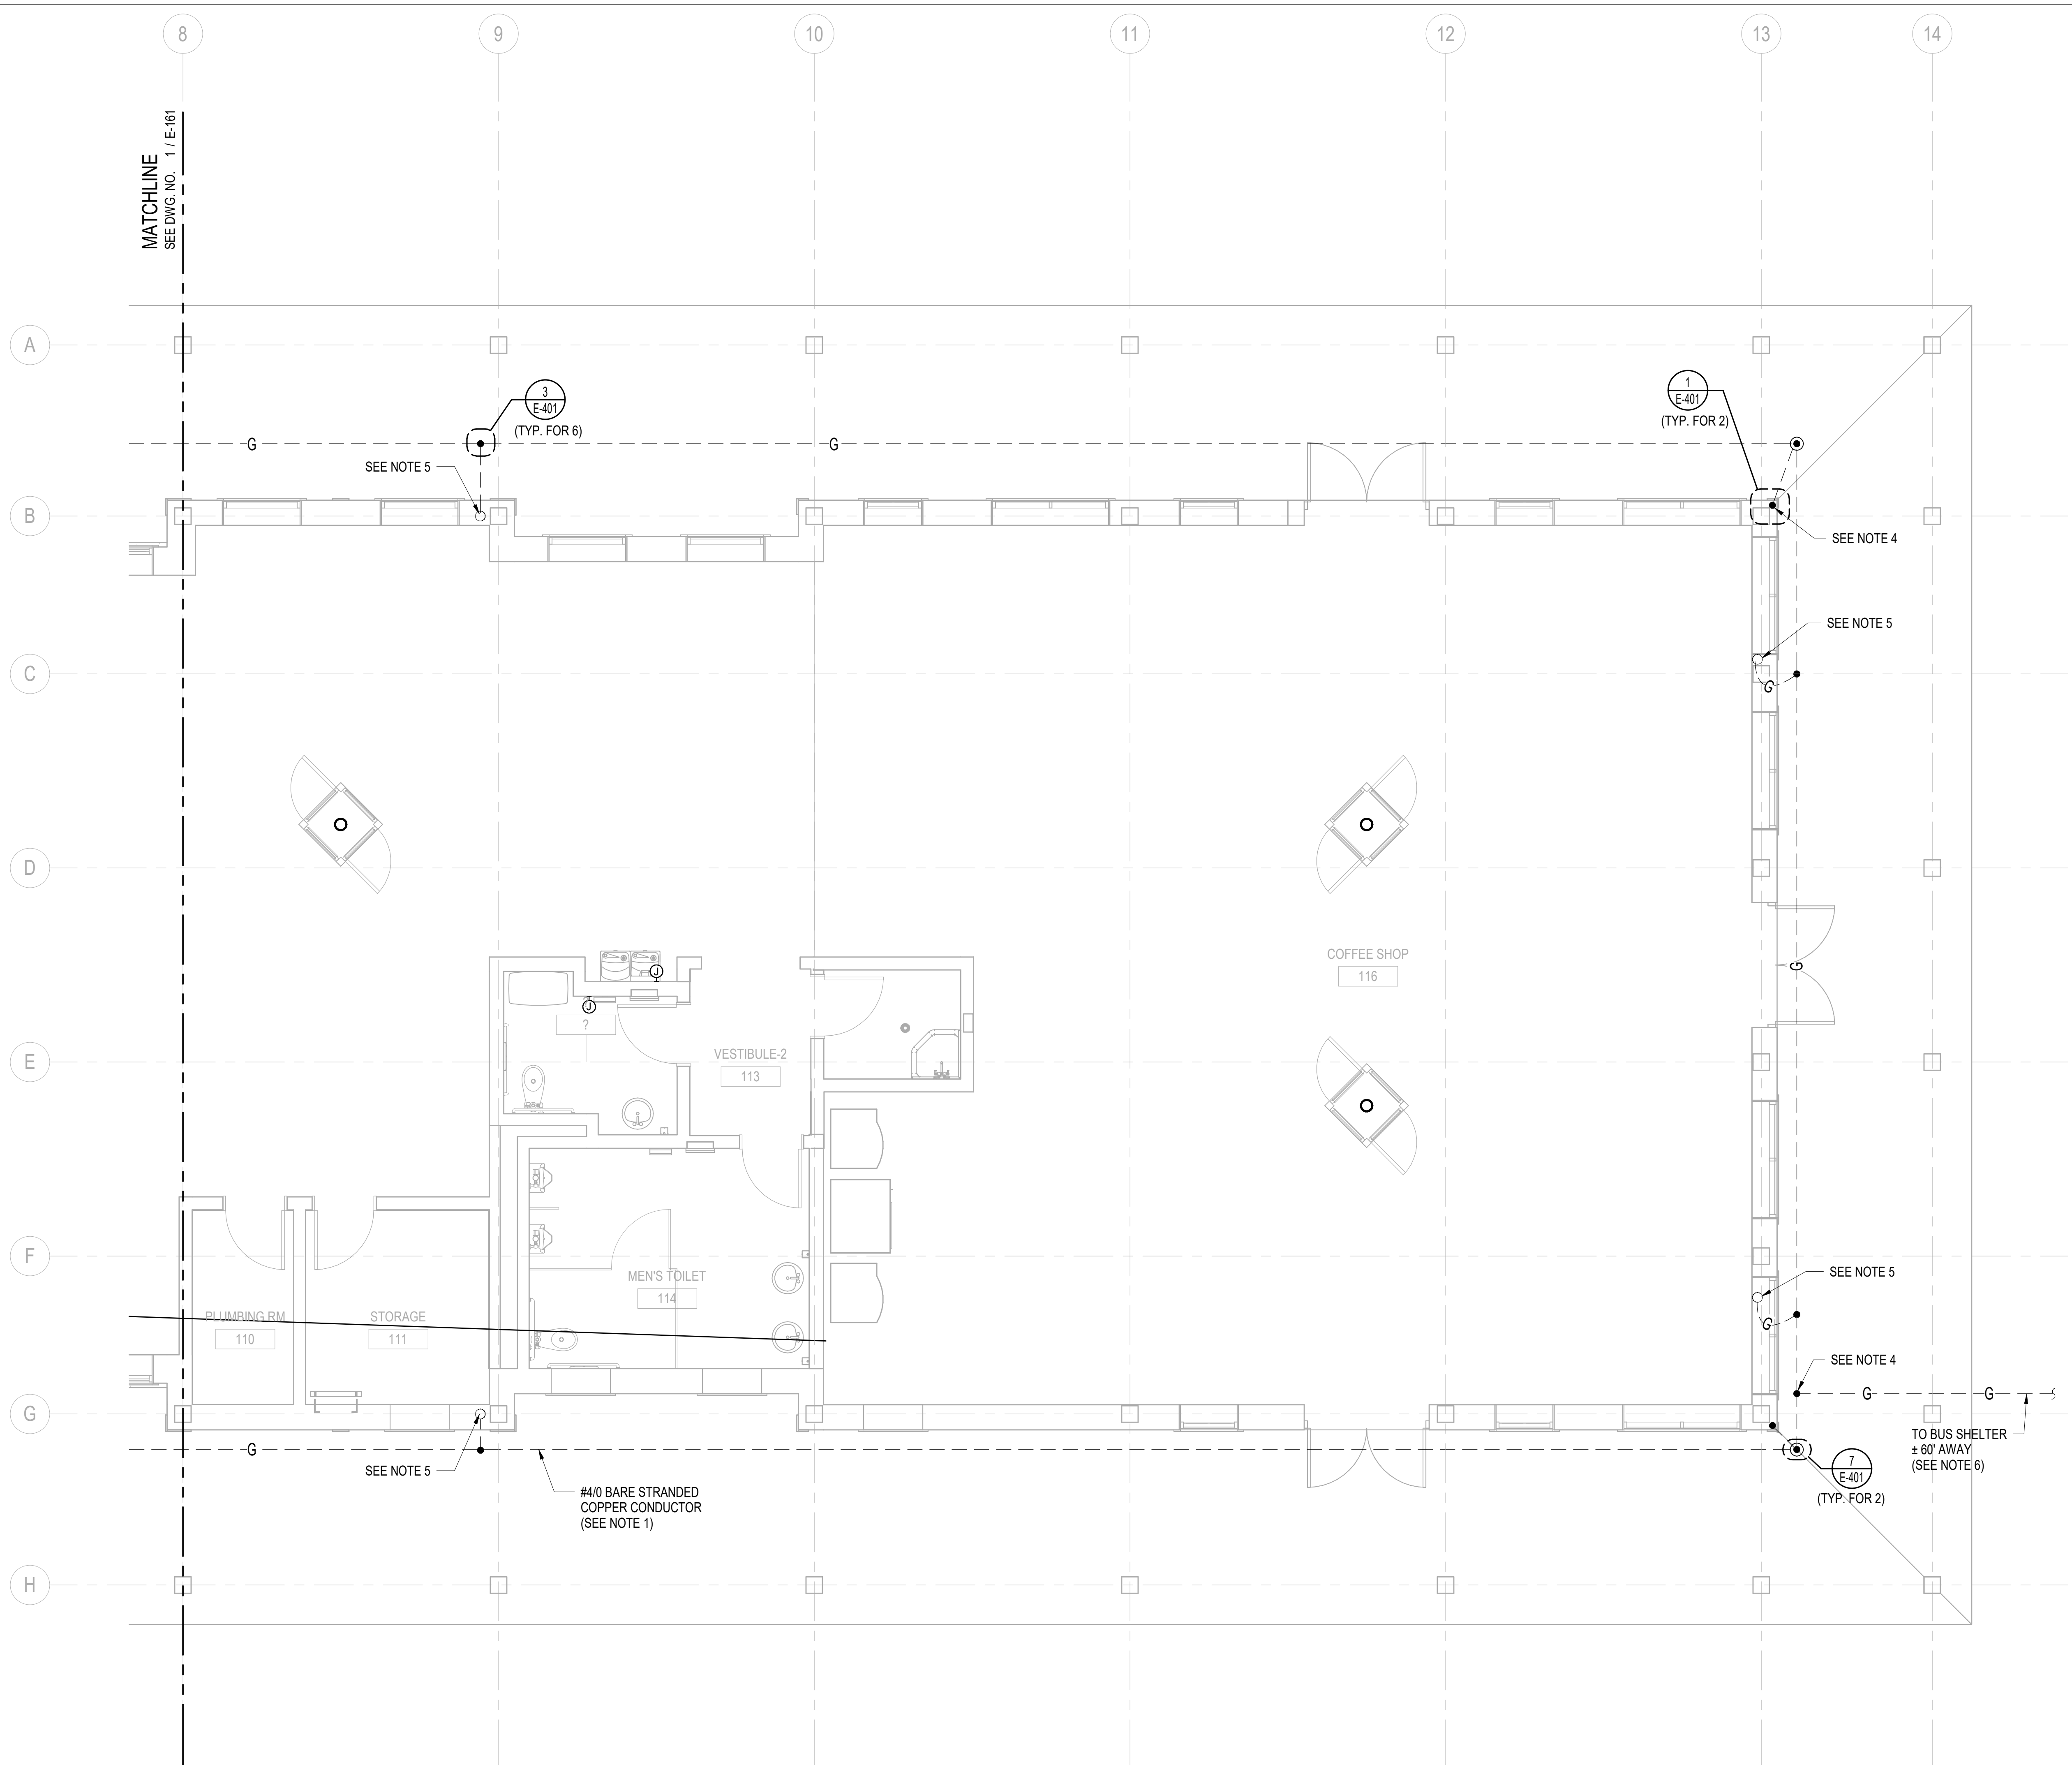 8
9
10
11
12
13
14
MATCHLINE
SEE DWG. NO. 1 / E-161
A
3
E-401
(TYP. FOR 6)
1
E-401
(TYP. FOR 2)
G
G
SEE NOTE 5
B
SEE NOTE 4
SEE NOTE 5
C
G
D
COFFEE SHOP
116
G
J
J
?
E
VESTIBULE-2
113
F
MEN'S TOILET
114
SEE NOTE 5
PLUMBING RM
110
STORAGE
111
G
SEE NOTE 4
G
G
G
TO BUS SHELTER
± 60' AWAY
(SEE NOTE 6)
G
SEE NOTE 5
7
E-401
(TYP. FOR 2)
#4/0 BARE STRANDED
COPPER CONDUCTOR
(SEE NOTE 1)
H